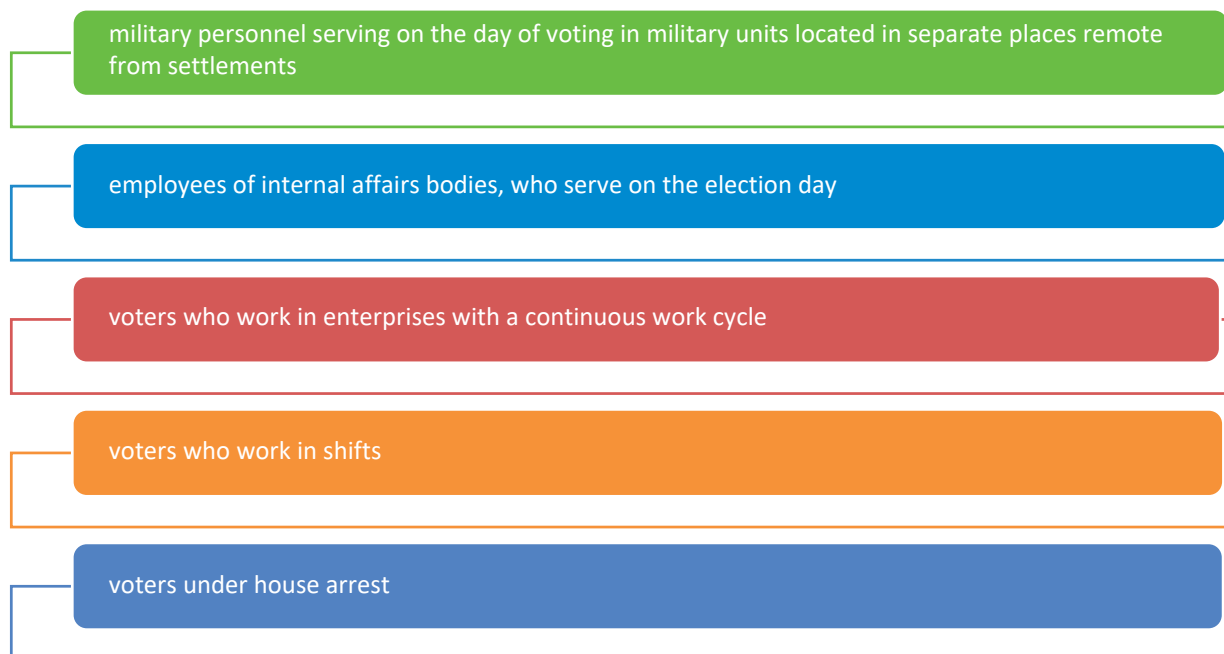 military personnel serving on the day of voting in military units located in separate places remote
from settlements
employees of internal affairs bodies, who serve on the election day
voters who work in enterprises with a continuous work cycle
voters who work in shifts
voters under house arrest